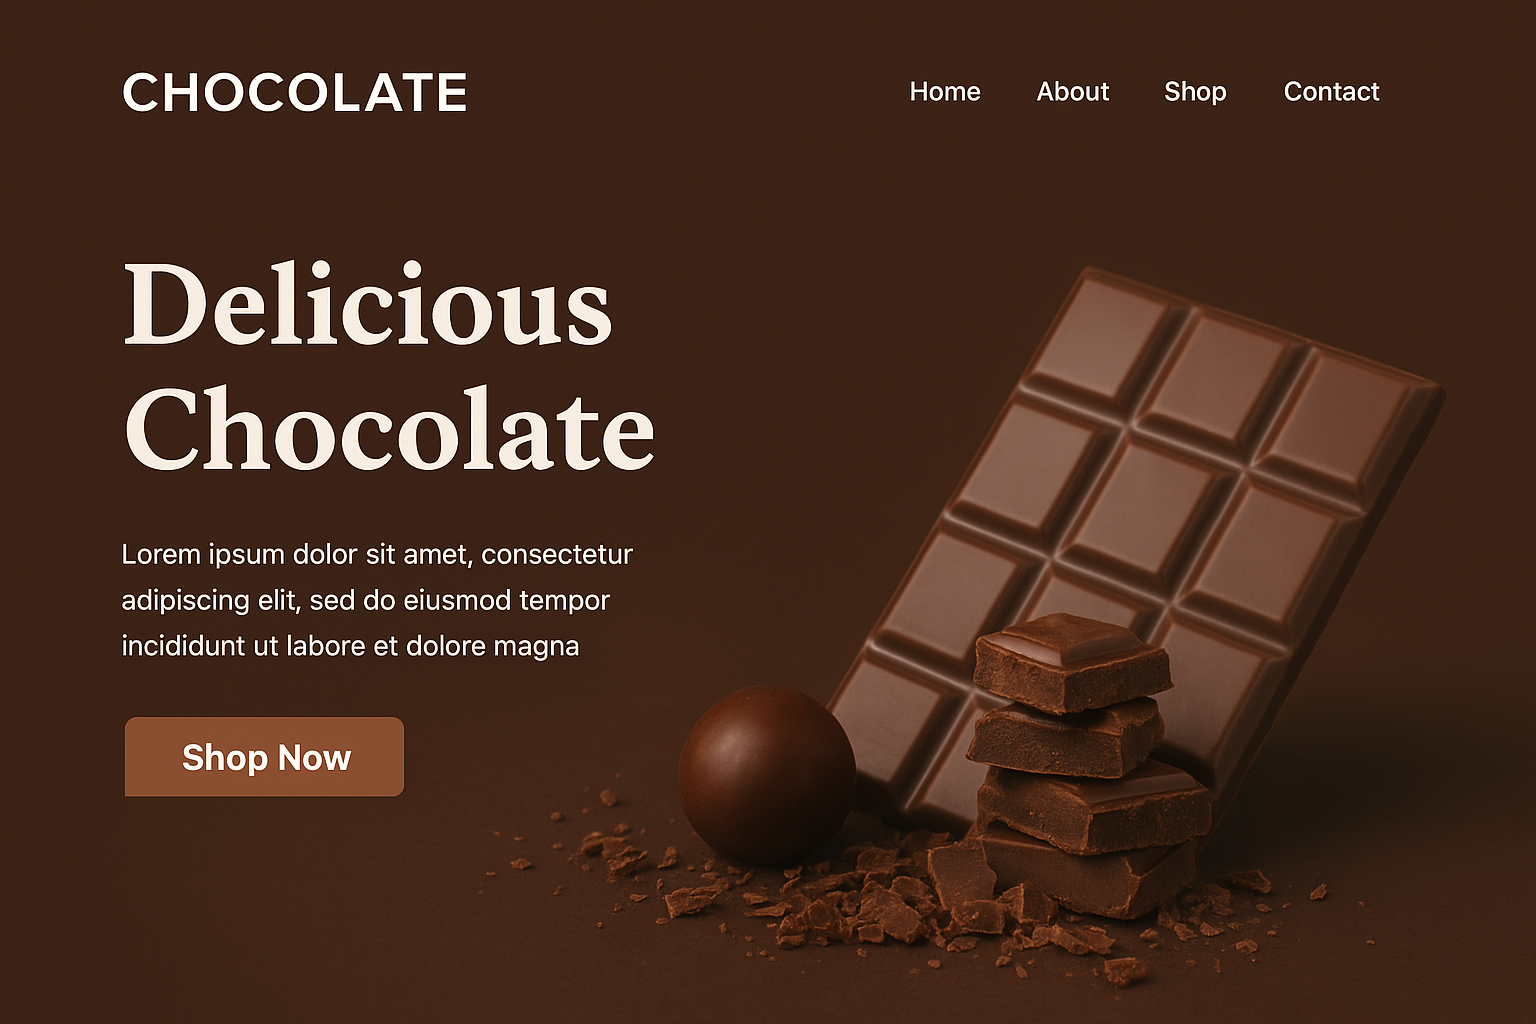 CHOCOLATE
Home About Shop Contact
Delicious
Chocolate
Lorem ipsum dolor sit amet, consectetur
adipiscing elit, sed do eiusmod tempor
incididunt ut labore et dolore magna
Shop Now